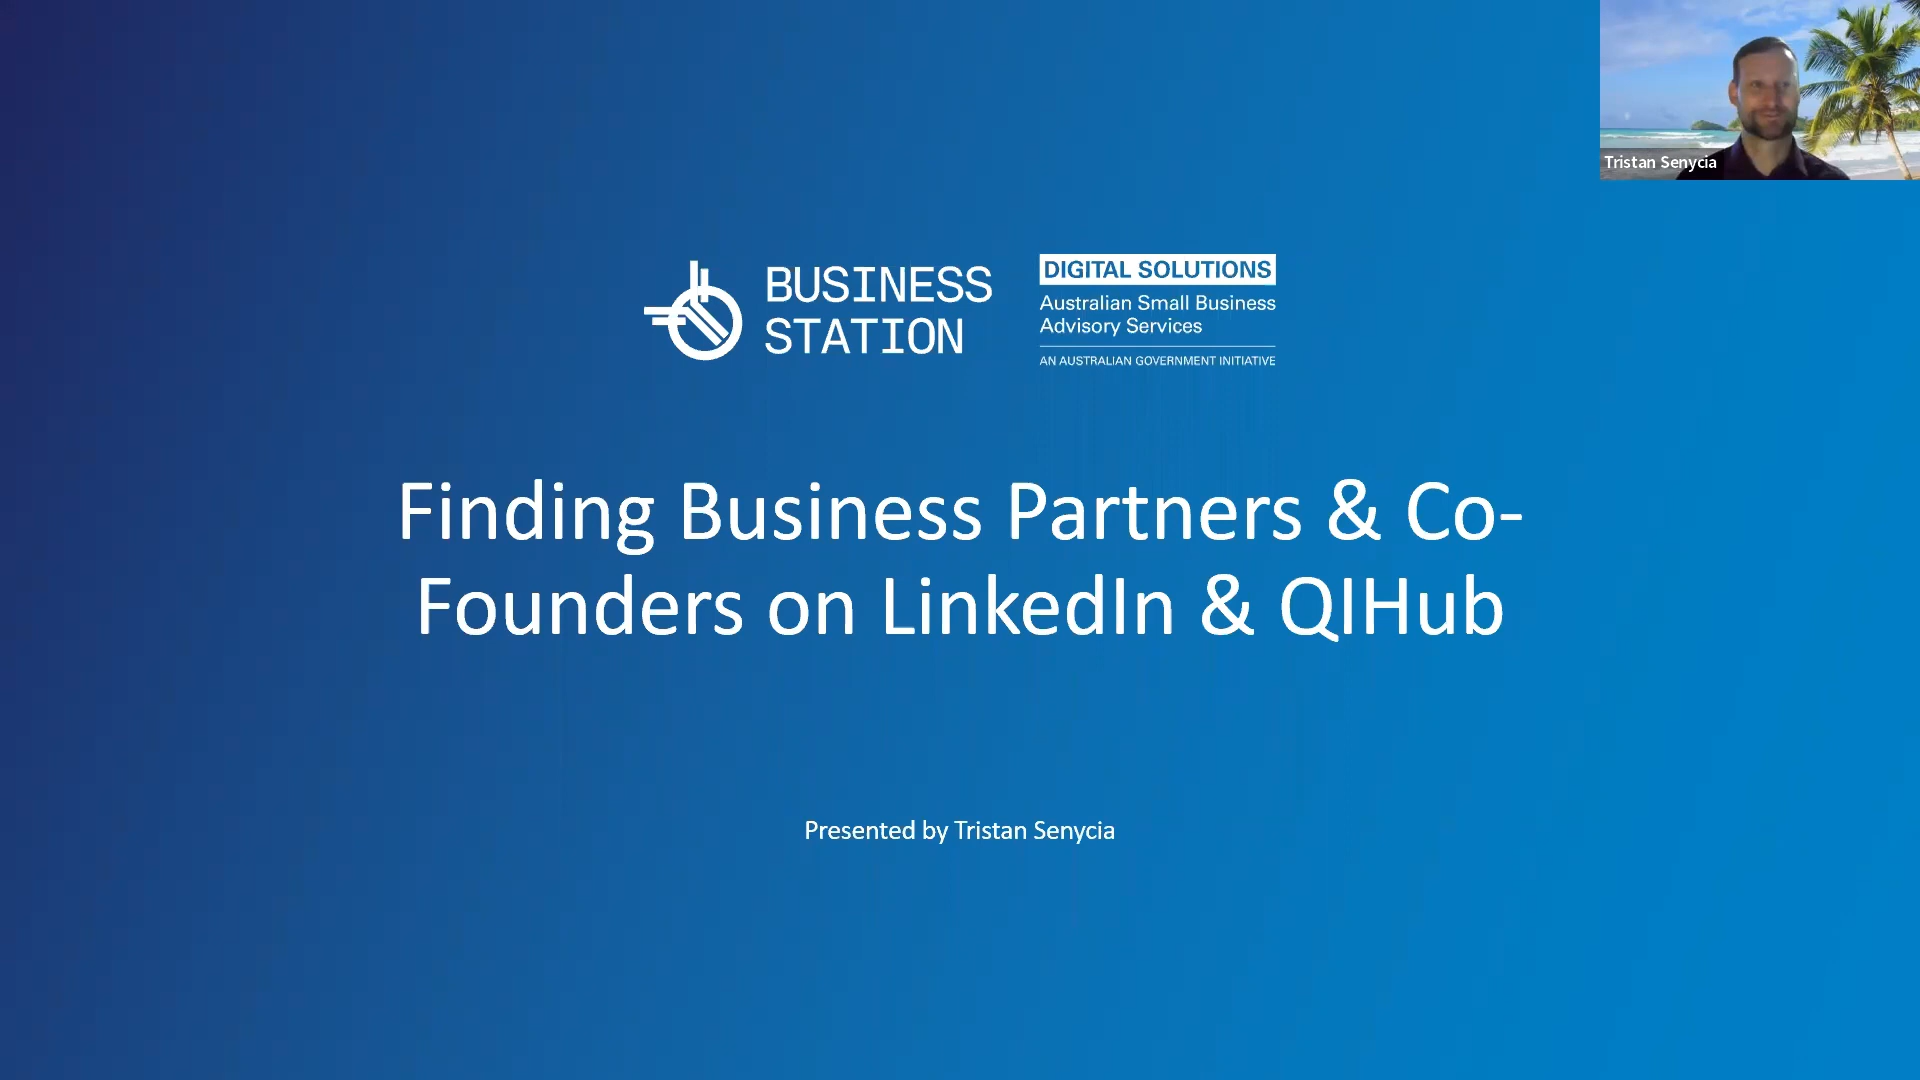 Tristan Senycia
BUSINESS
STATION
DIGITAL SOLUTIONS
Australian Small Business
Advisory Services
AN AUSTRALIAN GOVERNMENT INITIATIVE
Finding Business Partners & Co-
Founders on LinkedIn & QIHub
Presented by Tristan Senycia